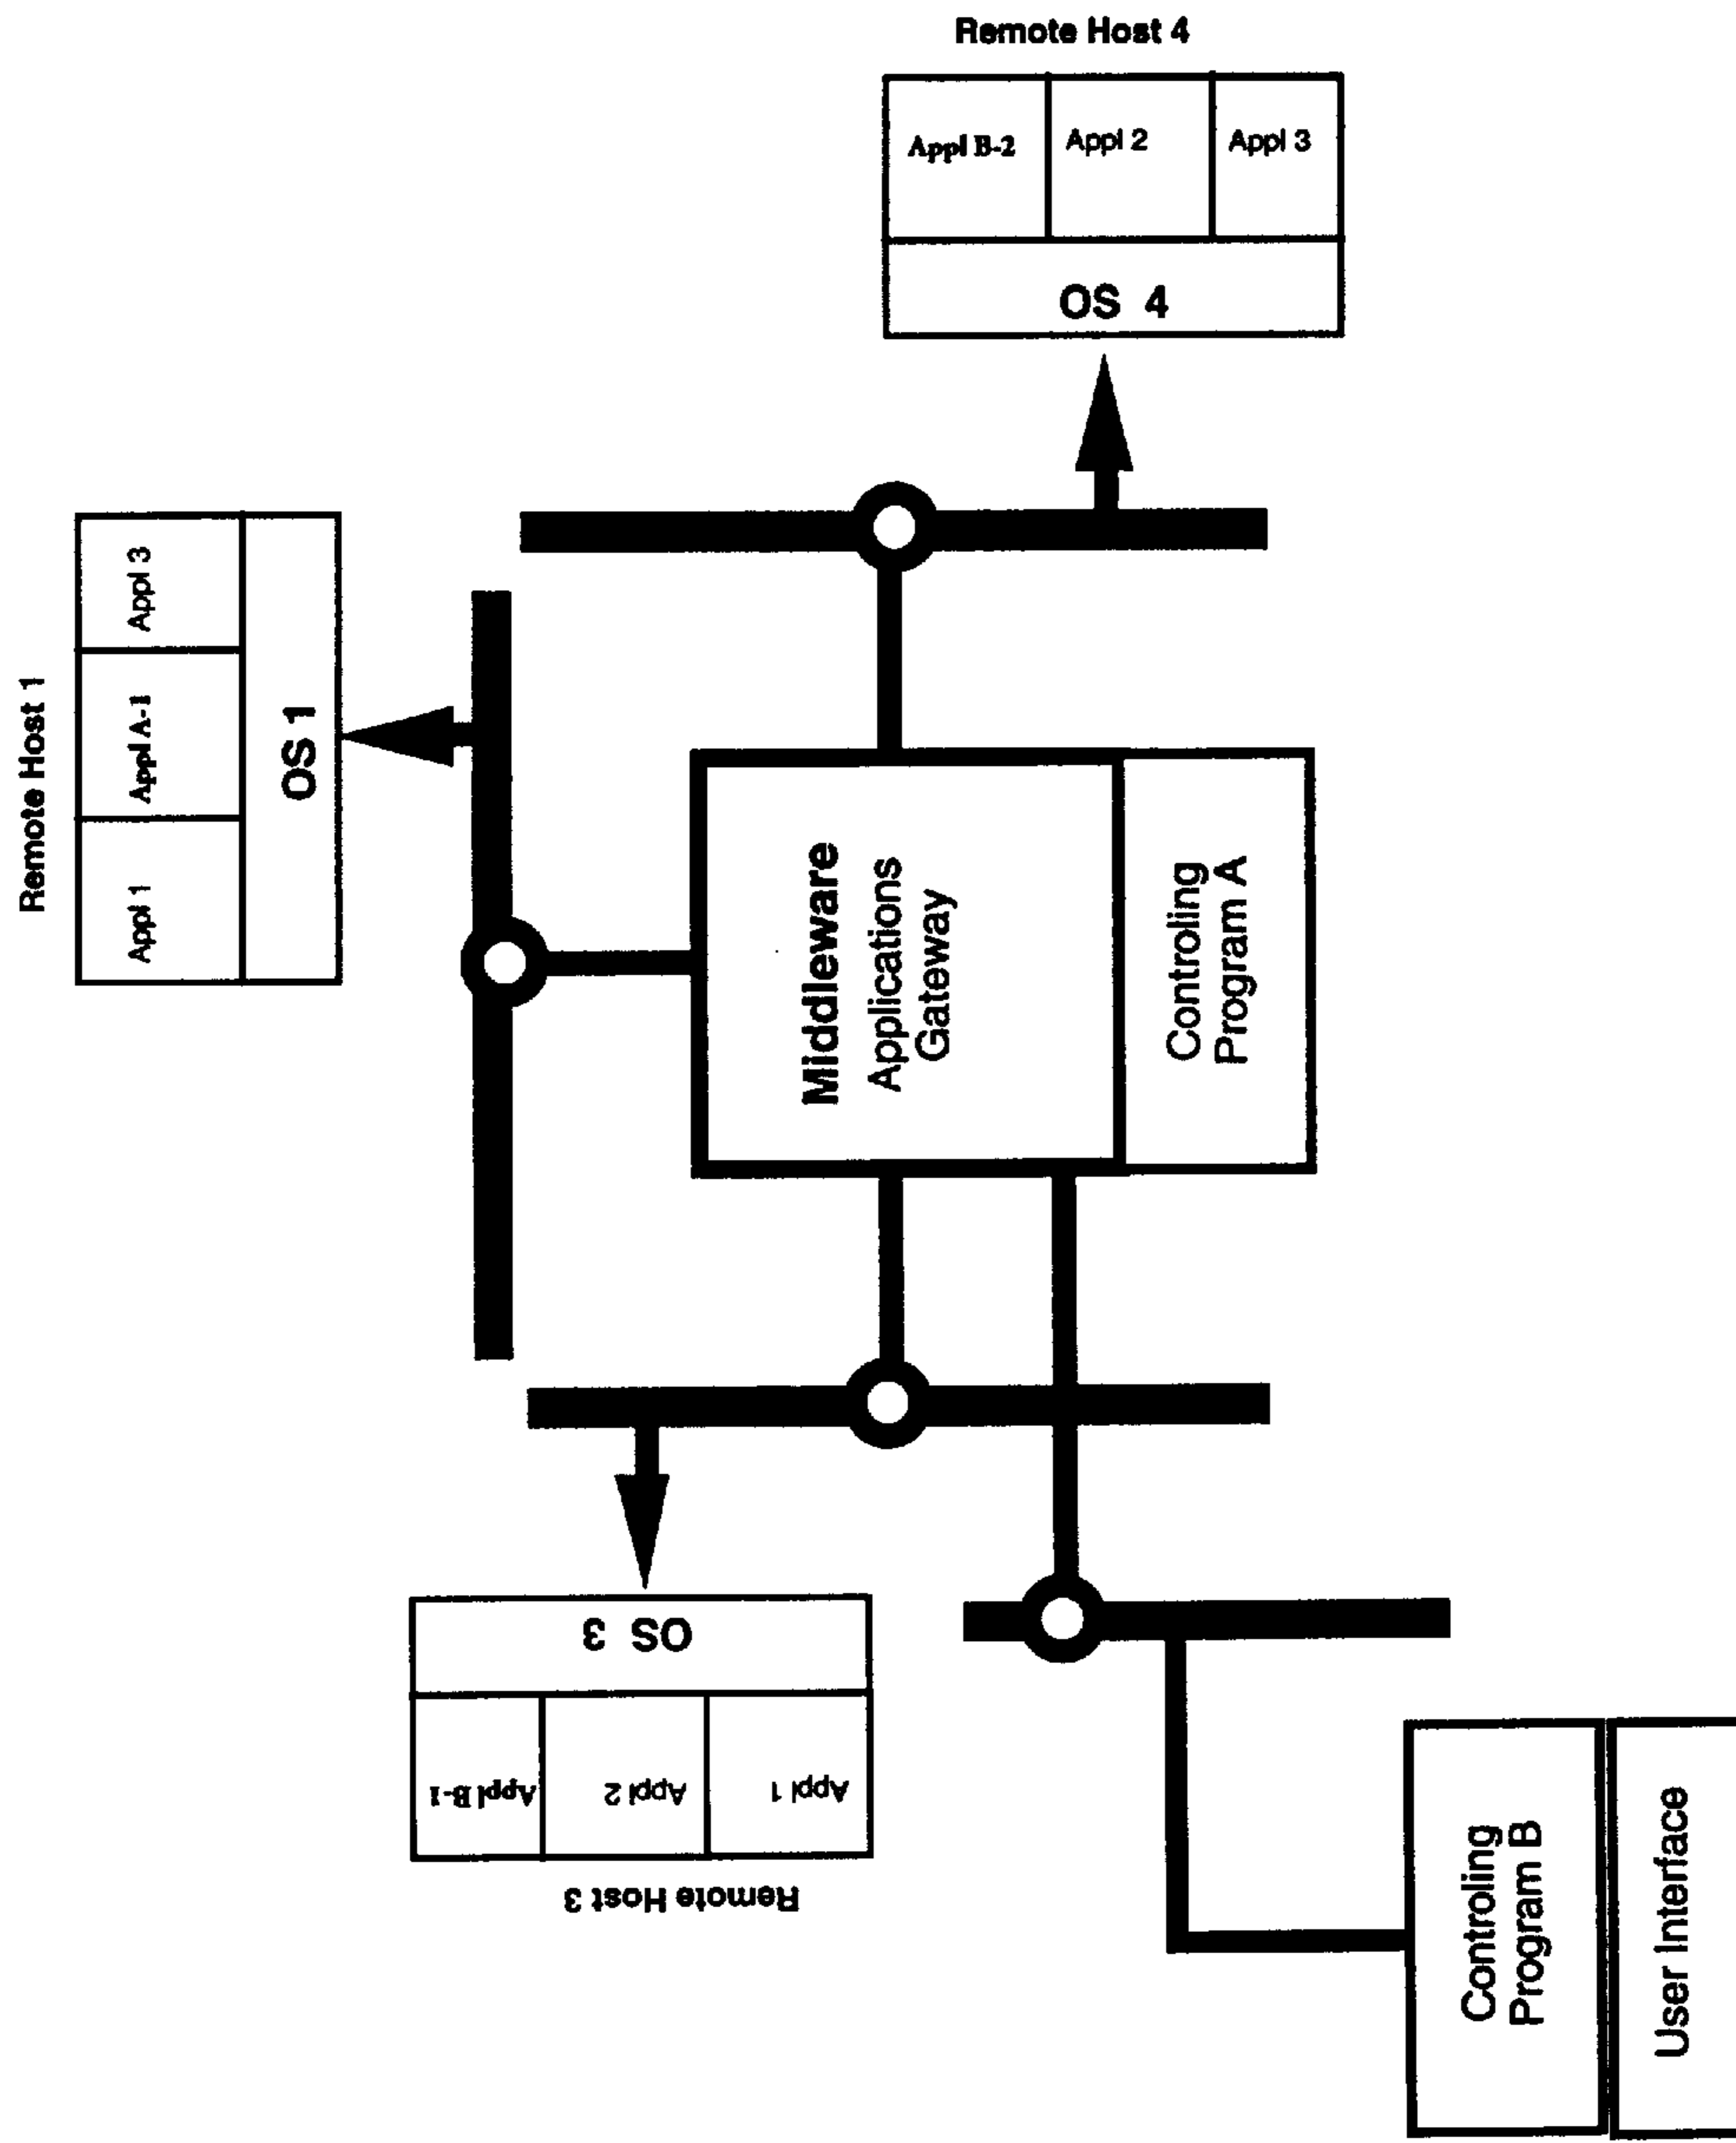 Remote Host 4
Appl B-2
Appl 2
Appl 3
OS 4
Remote Host 1
Appl 1
Appl A-1
Appl 3
OS 1
Middleware
Applications
Gateway
Controling
Program A
OS 3
Appl 1
Appl 2
Appl B-1
Remote Host 3
Controling
Program B
User Interface